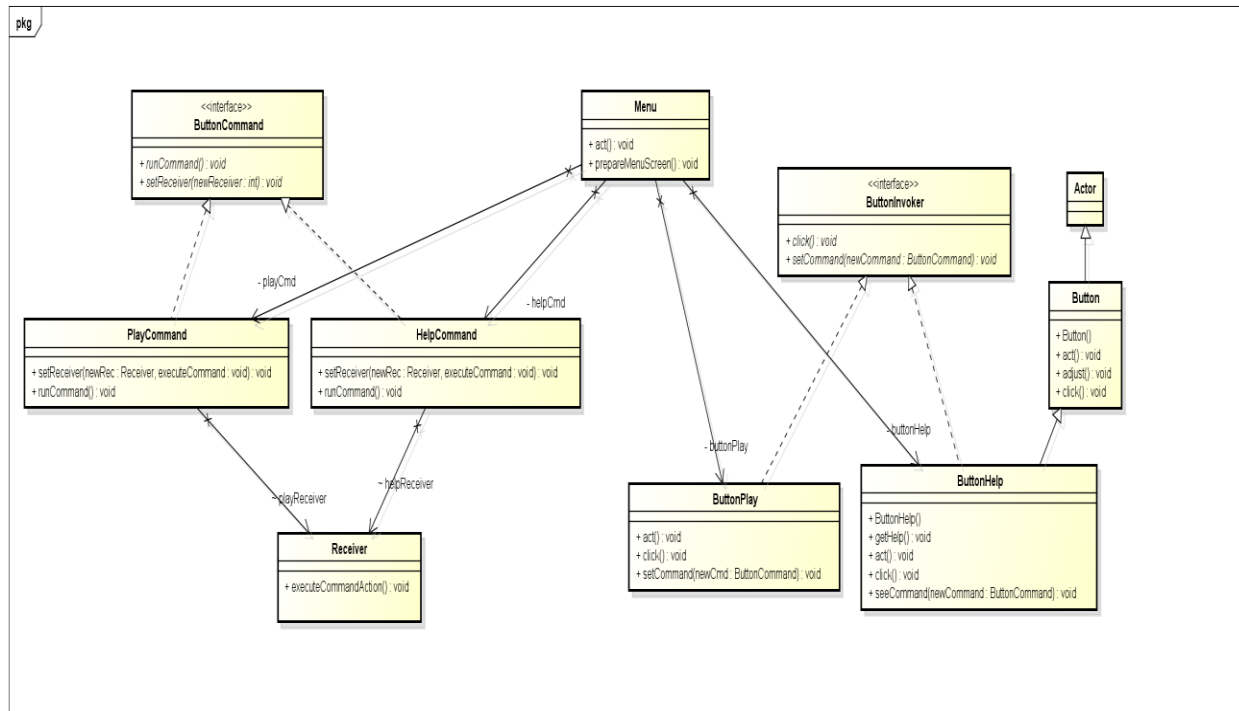 pkg
<<interface>>
ButtonCommand
+ runCommand() : void
+ setReceiver(newReceiver : int) : void
Menu
+ act() : void
+ prepareMenuScreen() : void
<<interface>>
ButtonInvoker
+ click() : void
+ setCommand(newCommand : ButtonCommand) : void
Actor
Button
+ Button()
+ act() : void
+ adjust() : void
+ click() : void
- playCmd
- helpCmd
PlayCommand
+ setReceiver(newRec : Receiver, executeCommand : void) : void
+ runCommand() : void
HelpCommand
+ setReceiver(newRec : Receiver, executeCommand : void) : void
+ runCommand() : void
- buttonPlay
- buttonHelp
~ playReceiver
~ helpReceiver
Receiver
+ executeCommandAction() : void
ButtonPlay
+ act() : void
+ click() : void
+ setCommand(newCmd : ButtonCommand) : void
ButtonHelp
+ ButtonHelp()
+ getHelp() : void
+ act() : void
+ click() : void
+ seeCommand(newCommand : ButtonCommand) : void